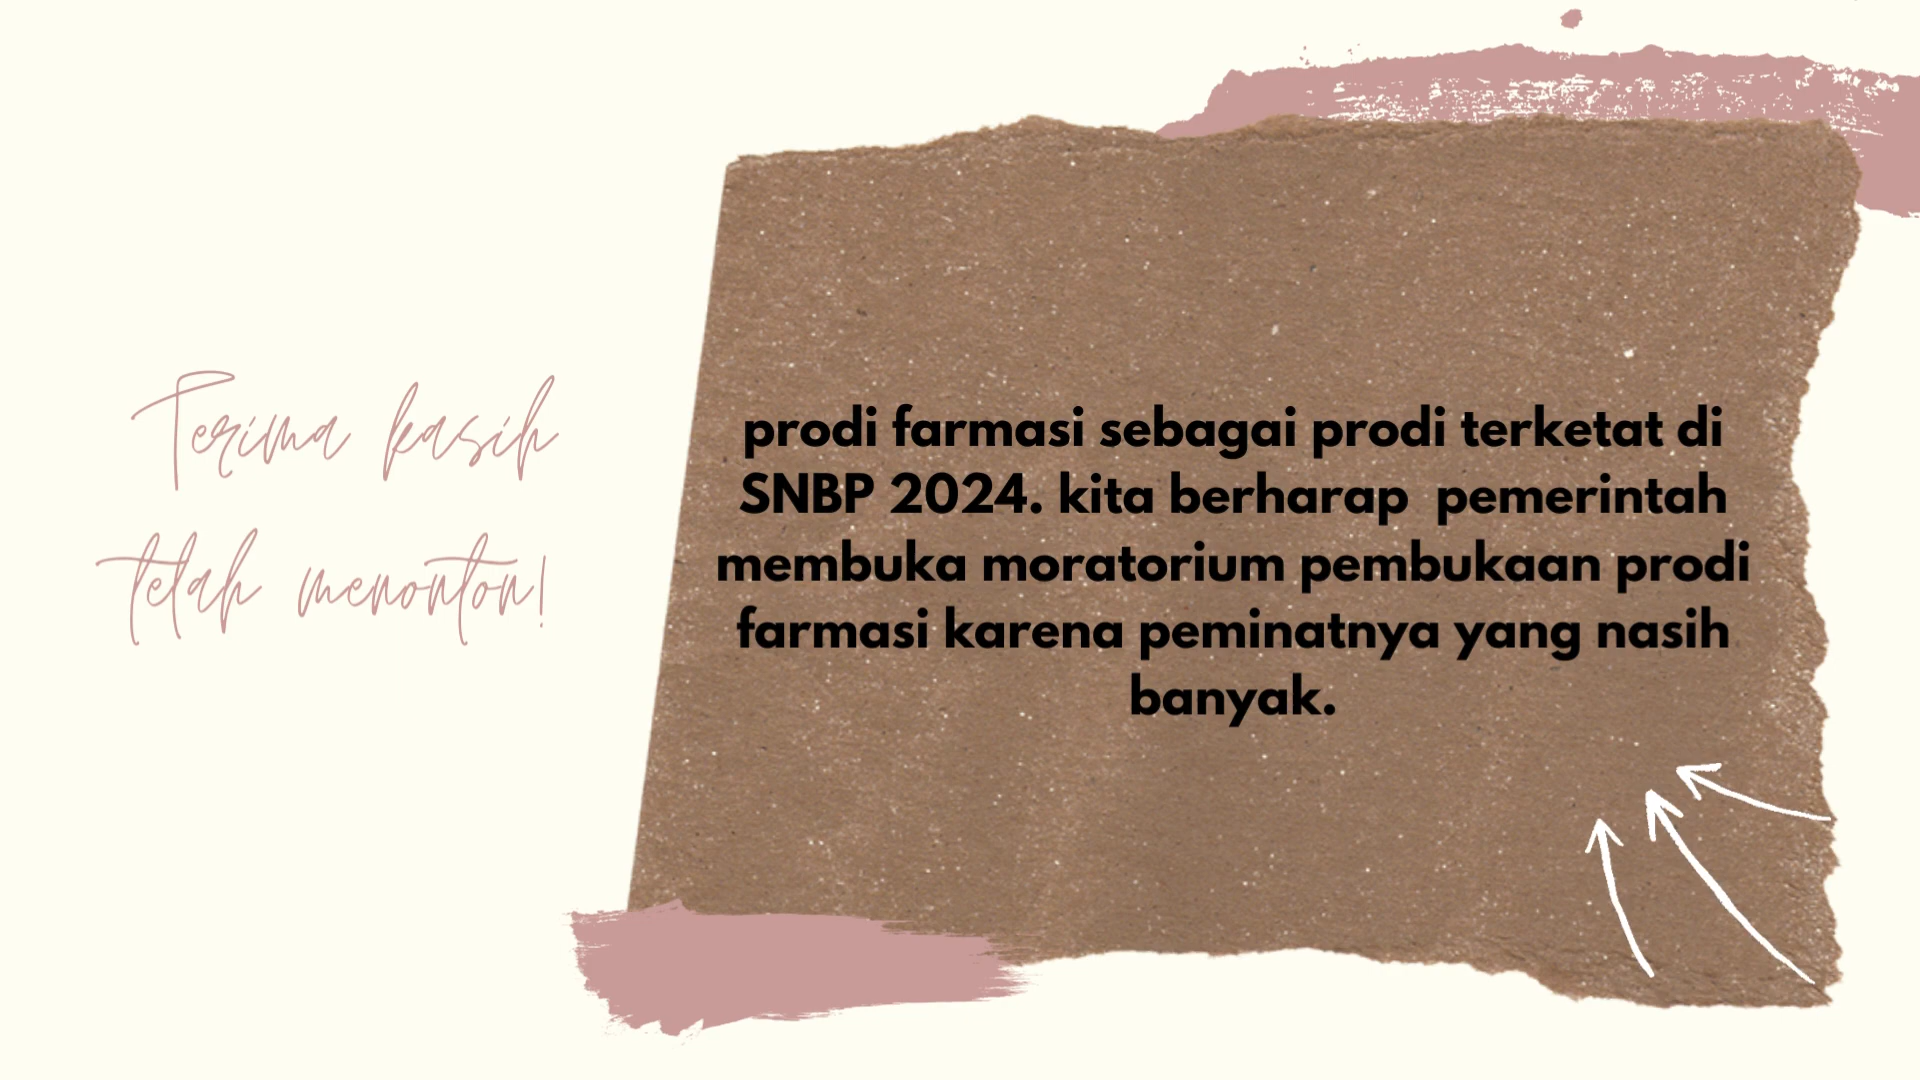 Terima kasih
telah menonton!
prodi farmasi sebagai prodi terketat di
SNBP 2024. kita berharap  pemerintah
membuka moratorium pembukaan prodi
farmasi karena peminatnya yang nasih
banyak.